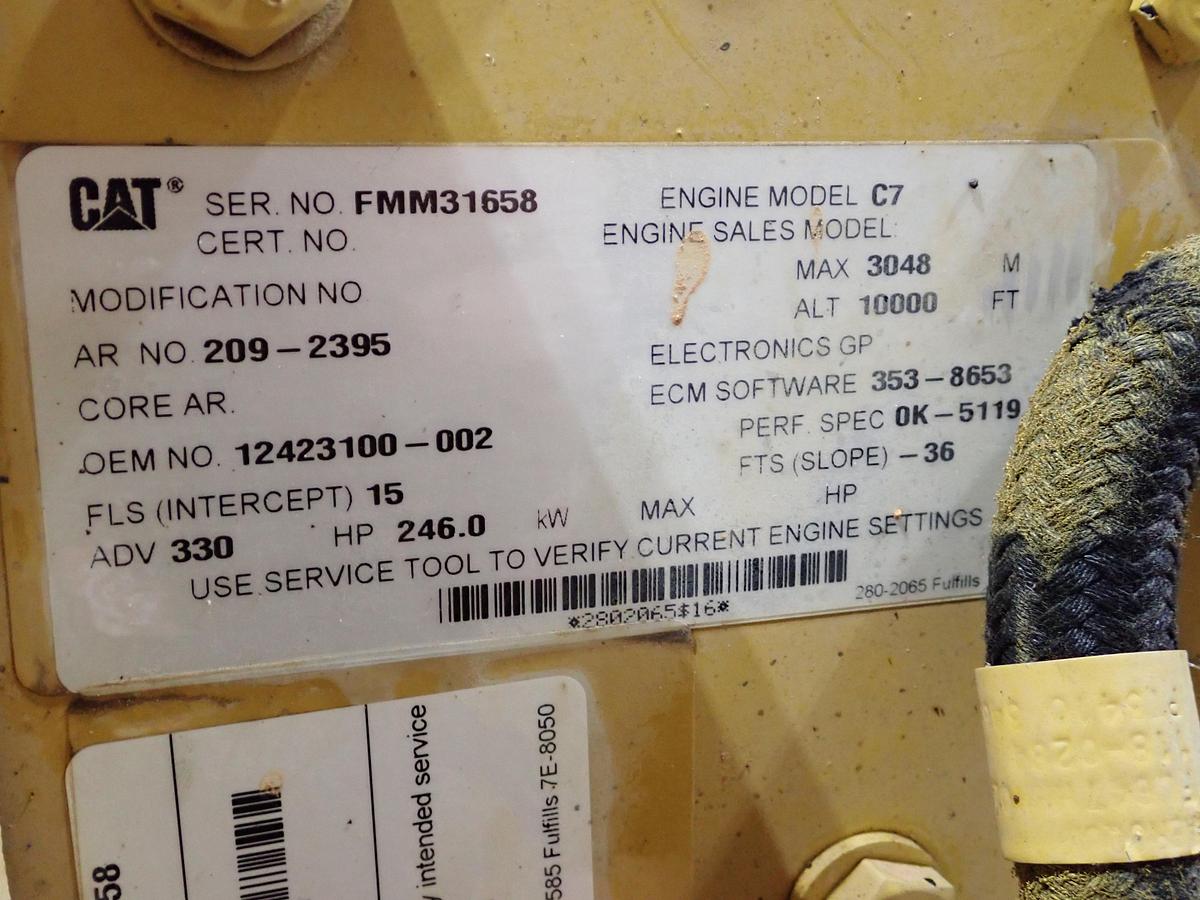 CAT® SER. NO. FMM31658 ENGINE MODEL C7
CERT. NO. ENGINE SALES MODEL:
MAX 3048 M
MODIFICATION NO
ALT 10000 FT
AR NO. 209-2395
ELECTRONICS GP
ECM SOFTWARE 353-8653
CORE AR.
PERF. SPEC 0K-5119
OEM NO. 12423100-002
FTS (SLOPE) -36
FLS (INTERCEPT) 15
ADV 330 HP 246.0 kW MAX HP
USE SERVICE TOOL TO VERIFY CURRENT ENGINE SETTINGS
*2802065$16*
280-2065 Fulfills
58
intended service
585 Fulfills 7E-8050